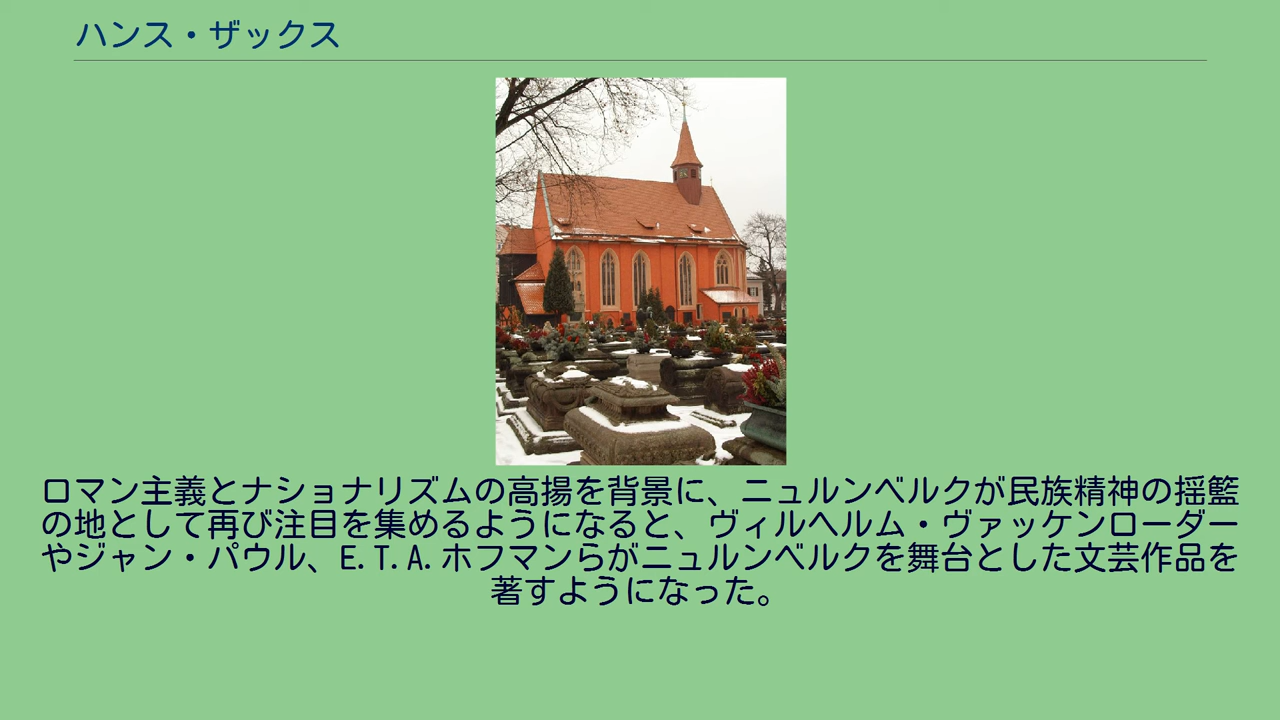 ハンス・ザックス
ロマン主義とナショナリズムの高揚を背景に、ニュルンベルクが民族精神の揺籃
の地として再び注目を集めるようになると、ヴィルヘルム・ヴァッケンローダー
やジャン・パウル、E.T.A.ホフマンらがニュルンベルクを舞台とした文芸作品を
著すようになった。